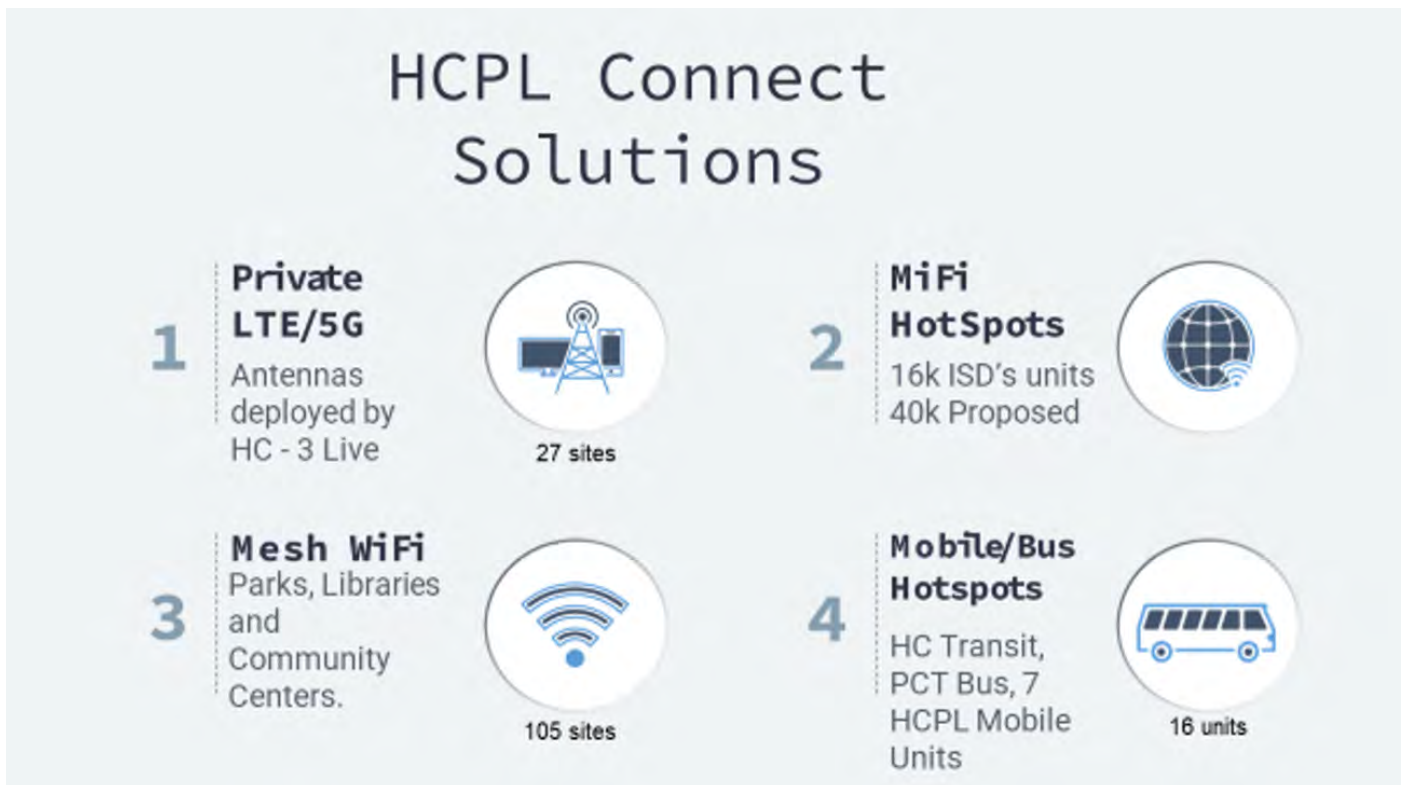 HCPL Connect
Solutions
1
Private
LTE/5G
Antennas
deployed by
HC - 3 Live
27 sites
2
MiFi
HotSpots
16k ISD's units
40k Proposed
3
Mesh WiFi
Parks, Libraries
and
Community
Centers.
105 sites
4
Mobile/Bus
Hotspots
HC Transit,
PCT Bus, 7
HCPL Mobile
Units
16 units